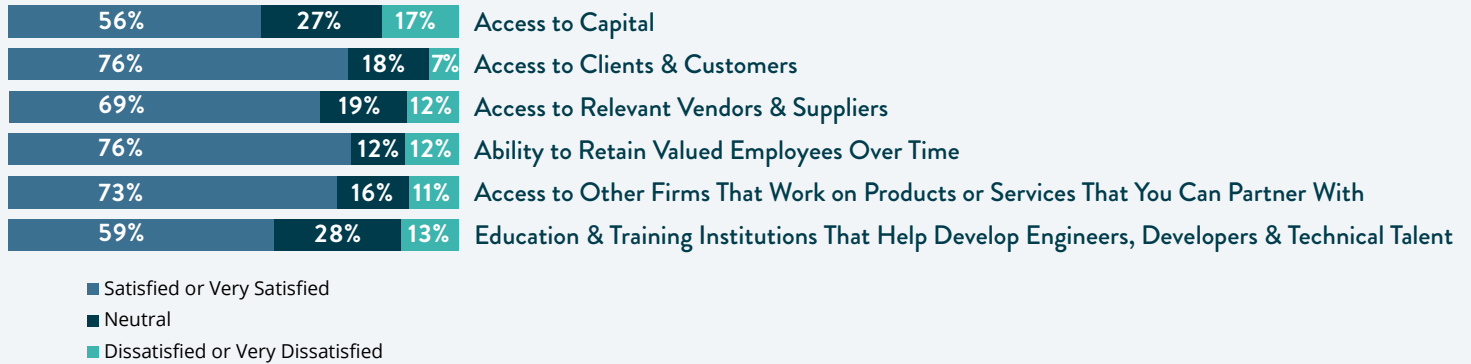 56% 27% 17% Access to Capital
76% 18% 7% Access to Clients & Customers
69% 19% 12% Access to Relevant Vendors & Suppliers
76% 12% 12% Ability to Retain Valued Employees Over Time
73% 16% 11% Access to Other Firms That Work on Products or Services That You Can Partner With
59% 28% 13% Education & Training Institutions That Help Develop Engineers, Developers & Technical Talent
Satisfied or Very Satisfied
Neutral
Dissatisfied or Very Dissatisfied